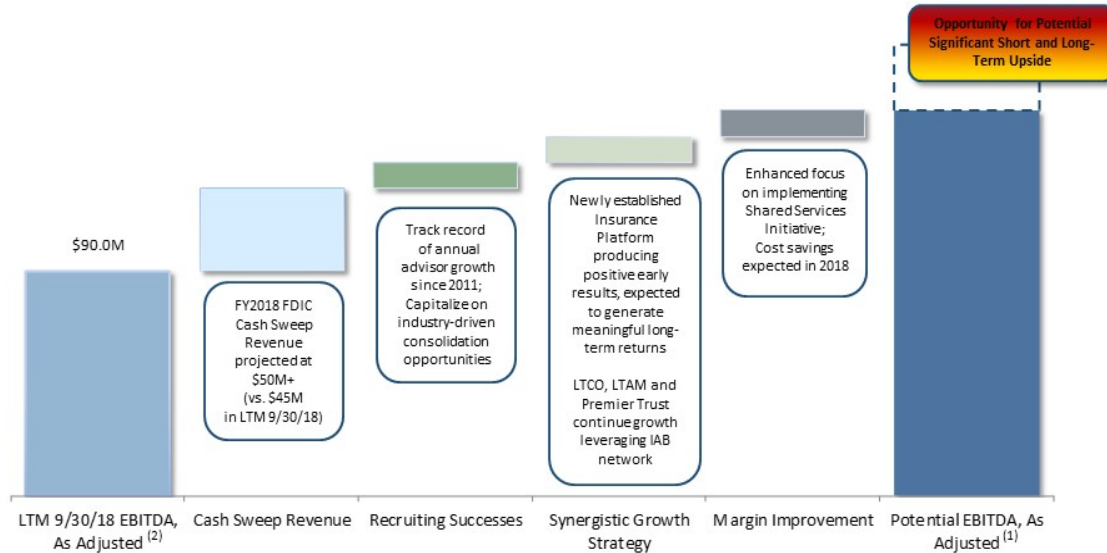 Opportunity for Potential
Significant Short and Long-
Term Upside
$90.0M
FY2018 FDIC
Cash Sweep
Revenue
projected at
$50M+
(vs. $45M
in LTM 9/30/18)
Track record
of annual
advisor growth
since 2011;
Capitalize on
industry-driven
consolidation
opportunities
Newly established
Insurance
Platform
producing
positive early
results, expected
to generate
meaningful long-
term returns
LTCO, LTAM and
Premier Trust
continue growth
leveraging IAB
network
Enhanced focus
on implementing
Shared Services
Initiative;
Cost savings
expected in 2018
LTM 9/30/18 EBITDA,
As Adjusted (2)
Cash Sweep Revenue
Recruiting Successes
Synergistic Growth
Strategy
Margin Improvement
Potential EBITDA, As
Adjusted (1)